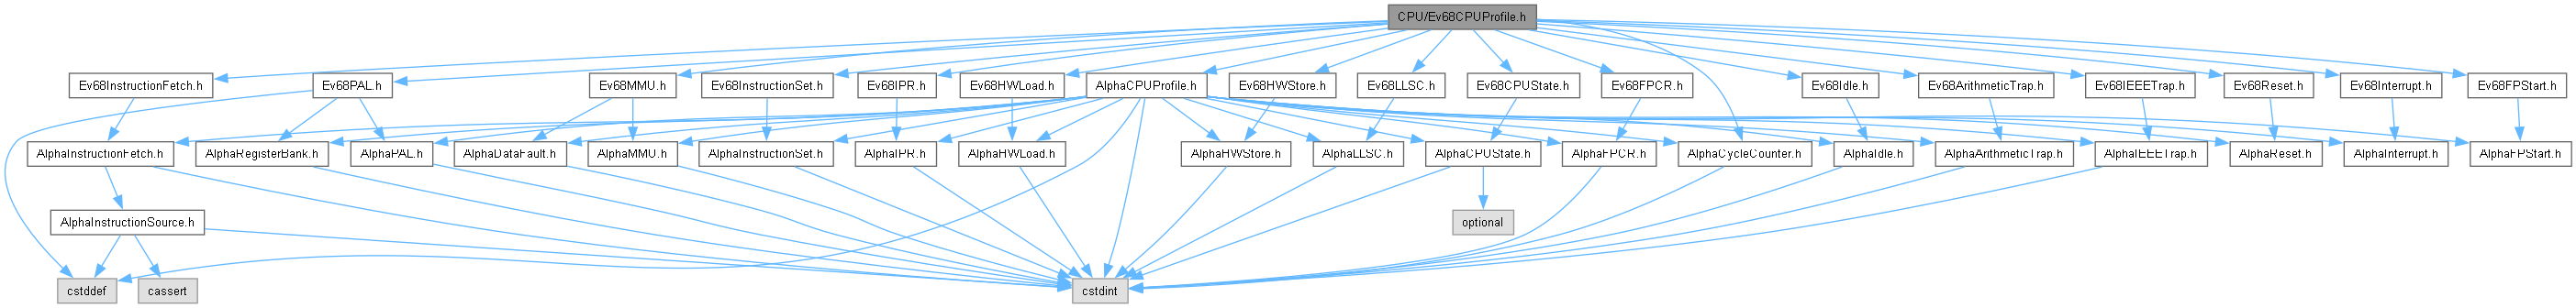 CPU/Ev68CPUProfile.h
Ev68InstructionFetch.h
Ev68PAL.h
Ev68MMU.h
Ev68InstructionSet.h
Ev68IPR.h
Ev68HWLoad.h
AlphaCPUProfile.h
Ev68HWStore.h
Ev68LLSC.h
Ev68CPUState.h
Ev68FPCR.h
Ev68Idle.h
Ev68ArithmeticTrap.h
Ev68IEEETrap.h
Ev68Reset.h
Ev68Interrupt.h
Ev68FPStart.h
AlphaInstructionFetch.h
AlphaRegisterBank.h
AlphaPAL.h
AlphaDataFault.h
AlphaMMU.h
AlphaInstructionSet.h
AlphaIPR.h
AlphaHWLoad.h
AlphaHWStore.h
AlphaLLSC.h
AlphaCPUState.h
AlphaFPCR.h
AlphaCycleCounter.h
AlphaIdle.h
AlphaArithmeticTrap.h
AlphaIEEETrap.h
AlphaReset.h
AlphaInterrupt.h
AlphaFPStart.h
AlphaInstructionSource.h
optional
cstddef
cassert
cstdint